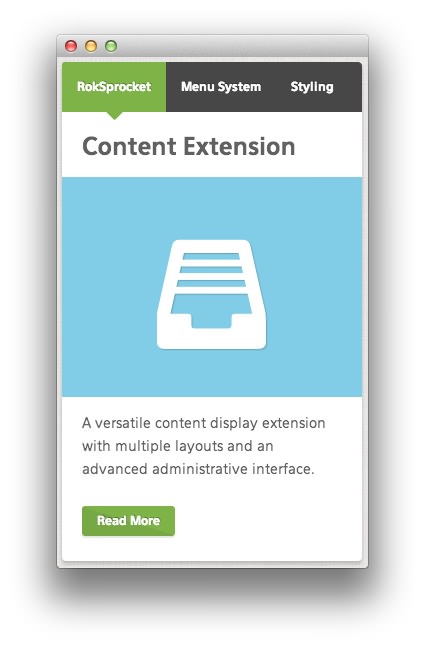 RokSprocket Menu System Styling
Content Extension
A versatile content display extension
with multiple layouts and an
advanced administrative interface.
Read More